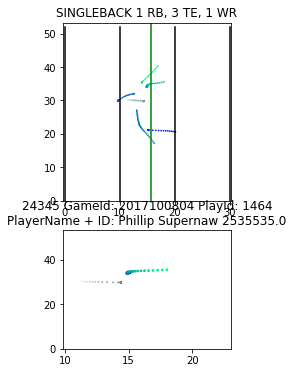 SINGLEBACK 1 RB, 3 TE, 1 WR
50
40
30
20
10
0
0 10 20 30
24345 GameId: 2017100804 PlayId: 1464
PlayerName + ID: Phillip Supernaw 2535535.0
40
20
0
10 15 20